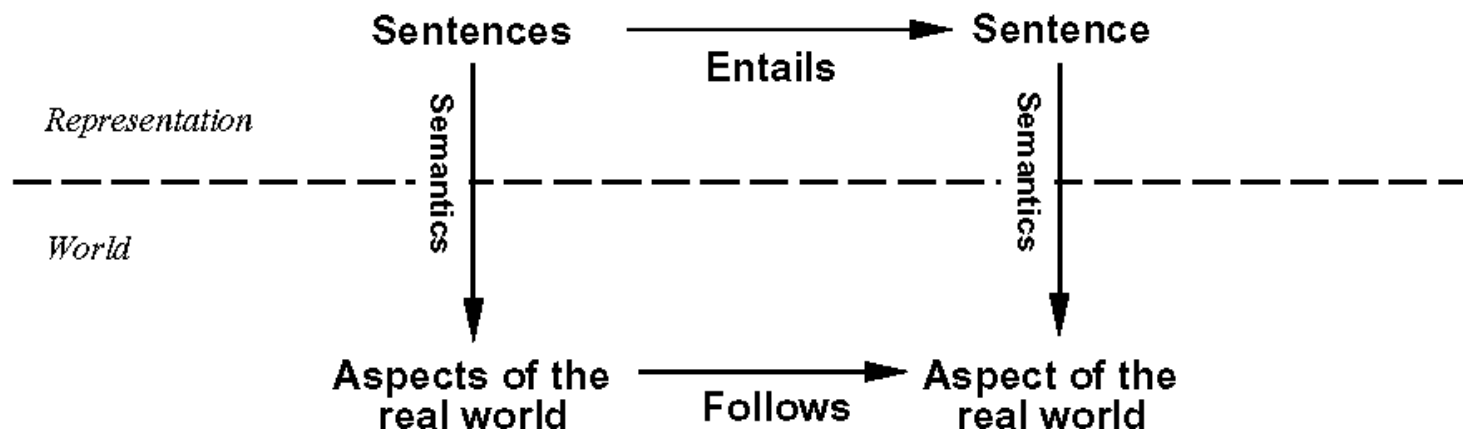 Sentences
Entails
Sentence
Semantics
Semantics
Representation
World
Aspects of the
real world
Follows
Aspect of the
real world